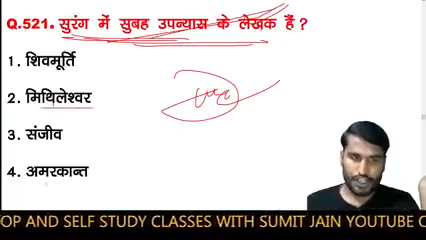 Q.521. सुरंग में सुबह उपन्यास के लेखक हैं ?
1. शिवमूर्ति
2. मिथिलेश्वर
3. संजीव
4. अमरकान्त
TOP AND SELF STUDY CLASSES WITH SUMIT JAIN YOUTUBE C